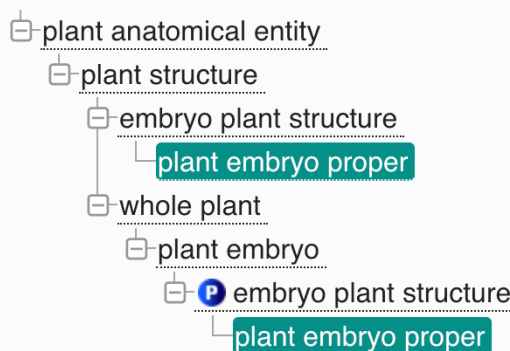 plant anatomical entity
plant structure
embryo plant structure
plant embryo proper
whole plant
plant embryo
P embryo plant structure
plant embryo proper